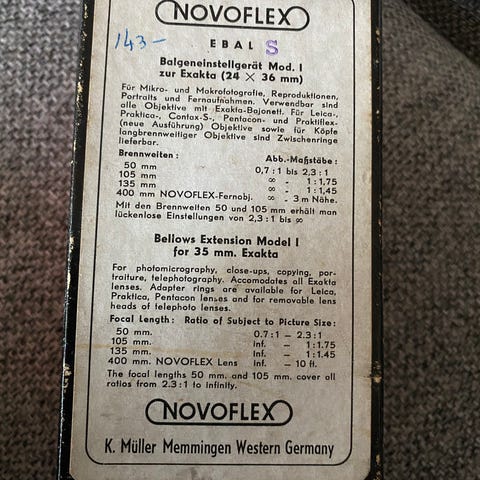 NOVOFLEX
143-
EBAL S
Balgeneinstellgerät Mod. I
zur Exakta (24 × 36 mm)
Für Mikro- und Makrofotografie, Reproduktionen,
Portraits und Fernaufnahmen. Verwendbar sind
alle Objektive mit Exakta-Bajonett. Für Leica-,
Praktica-, Contax-S-, Pentacon- und Praktiflex-
(neue Ausführung) Objektive sowie für Köpfe
langbrennweitiger Objektive sind Zwischenringe
lieferbar.
Brennweiten: Abb.-Maßstäbe:
50 mm 0,7 : 1 bis 2,3 : 1
105 mm ∞ - 1 : 1,75
135 mm ∞ - 1 : 1,45
400 mm NOVOFLEX-Fernobj. ∞ - 3 m Nähe.
Mit den Brennweiten 50 und 105 mm erhält man
lückenlose Einstellungen von 2,3 : 1 bis ∞
Bellows Extension Model I
for 35 mm. Exakta
For photomicrography, close-ups, copying, por-
traiture, telephotography. Accomodates all Exakta
lenses. Adapter rings are available for Leica,
Praktica, Pentacon lenses and for removable lens
heads of telephoto lenses.
Focal Length: Ratio of Subject to Picture Size:
50 mm. 0.7 : 1 – 2.3 : 1
105 mm. Inf. – 1 : 1.75
135 mm. Inf. – 1 : 1.45
400 mm. NOVOFLEX Lens Inf. – 10 ft.
The focal lengths 50 mm. and 105 mm. cover all
ratios from 2.3 : 1 to infinity.
NOVOFLEX
K. Müller Memmingen Western Germany